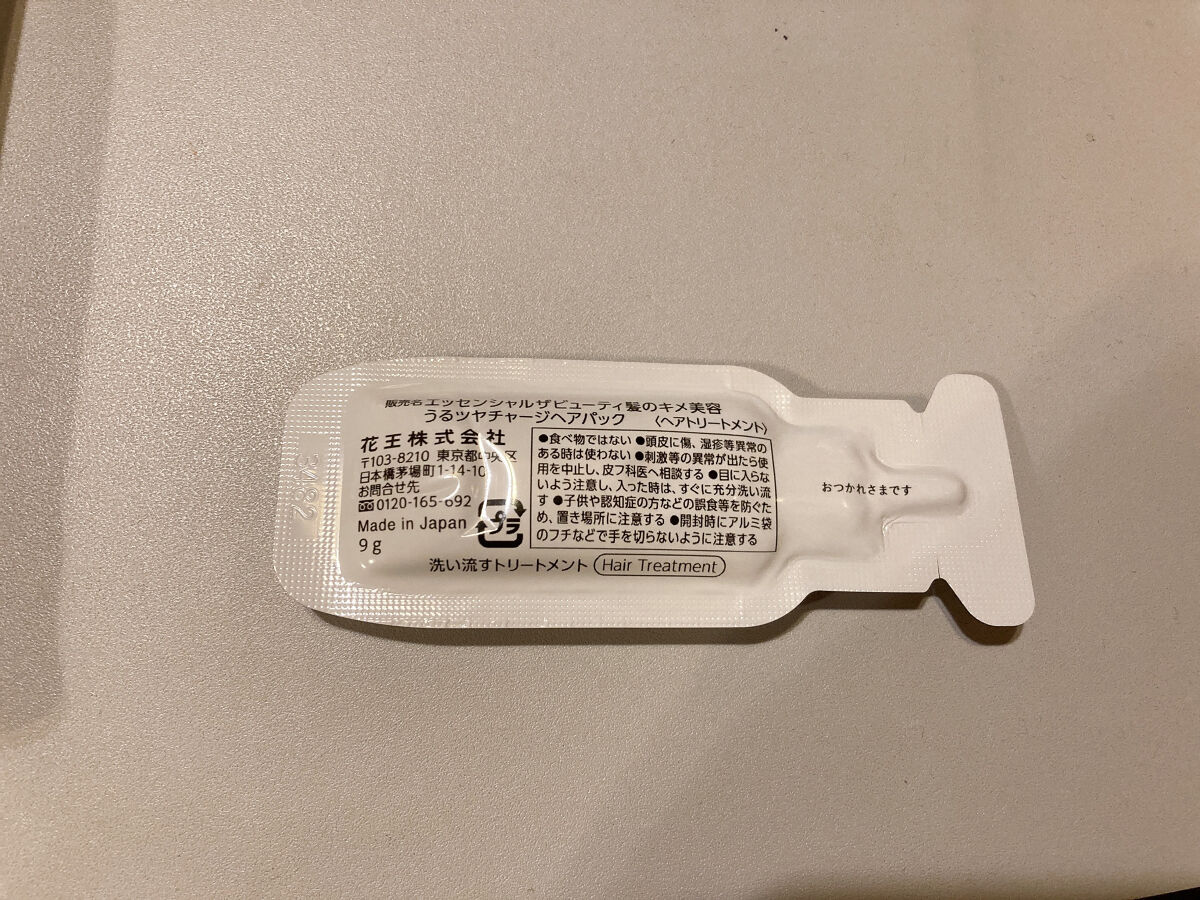 販売名エッセンシャルザビューティ髪のキメ美容
うるツヤチャージヘアパック 〈ヘアトリートメント〉
花王株式会社
〒103-8210 東京都中央区
日本橋茅場町1-14-10
お問合せ先
0120-165-692
Made in Japan
9g
プラ
●食べ物ではない ●頭皮に傷、湿疹等異常の
ある時は使わない ●刺激等の異常が出たら使
用を中止し、皮フ科医へ相談する ●目に入らな
いよう注意し、入った時は、すぐに充分洗い流
す ●子供や認知症の方などの誤食等を防ぐた
め、置き場所に注意する ●開封時にアルミ袋
のフチなどで手を切らないように注意する
洗い流すトリートメント Hair Treatment
おつかれさまです